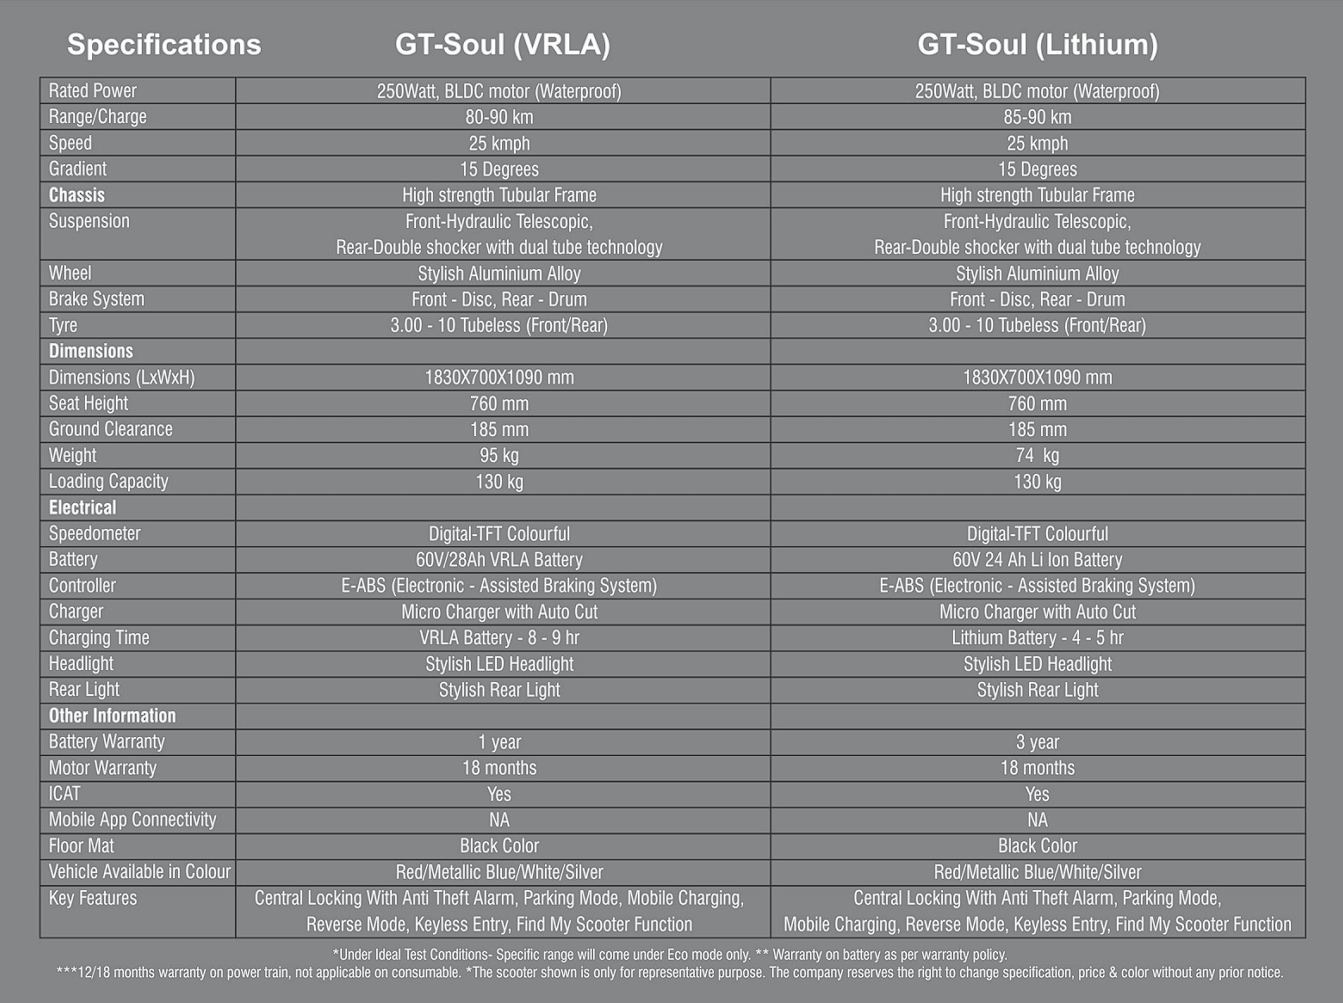 Specifications GT-Soul (VRLA) GT-Soul (Lithium)
Rated Power 250Watt, BLDC motor (Waterproof) 250Watt, BLDC motor (Waterproof)
Range/Charge 80-90 km 85-90 km
Speed 25 kmph 25 kmph
Gradient 15 Degrees 15 Degrees
Chassis High strength Tubular Frame High strength Tubular Frame
Suspension Front-Hydraulic Telescopic, Front-Hydraulic Telescopic,
Rear-Double shocker with dual tube technology Rear-Double shocker with dual tube technology
Wheel Stylish Aluminium Alloy Stylish Aluminium Alloy
Brake System Front - Disc, Rear - Drum Front - Disc, Rear - Drum
Tyre 3.00 - 10 Tubeless (Front/Rear) 3.00 - 10 Tubeless (Front/Rear)
Dimensions
Dimensions (LxWxH) 1830X700X1090 mm 1830X700X1090 mm
Seat Height 760 mm 760 mm
Ground Clearance 185 mm 185 mm
Weight 95 kg 74 kg
Loading Capacity 130 kg 130 kg
Electrical
Speedometer Digital-TFT Colourful Digital-TFT Colourful
Battery 60V/28Ah VRLA Battery 60V 24 Ah Li Ion Battery
Controller E-ABS (Electronic - Assisted Braking System) E-ABS (Electronic - Assisted Braking System)
Charger Micro Charger with Auto Cut Micro Charger with Auto Cut
Charging Time VRLA Battery - 8 - 9 hr Lithium Battery - 4 - 5 hr
Headlight Stylish LED Headlight Stylish LED Headlight
Rear Light Stylish Rear Light Stylish Rear Light
Other Information
Battery Warranty 1 year 3 year
Motor Warranty 18 months 18 months
ICAT Yes Yes
Mobile App Connectivity NA NA
Floor Mat Black Color Black Color
Vehicle Available in Colour Red/Metallic Blue/White/Silver Red/Metallic Blue/White/Silver
Key Features Central Locking With Anti Theft Alarm, Parking Mode, Mobile Charging, Central Locking With Anti Theft Alarm, Parking Mode,
Reverse Mode, Keyless Entry, Find My Scooter Function Mobile Charging, Reverse Mode, Keyless Entry, Find My Scooter Function
*Under Ideal Test Conditions- Specific range will come under Eco mode only. ** Warranty on battery as per warranty policy.
***12/18 months warranty on power train, not applicable on consumable. *The scooter shown is only for representative purpose. The company reserves the right to change specification, price & color without any prior notice.